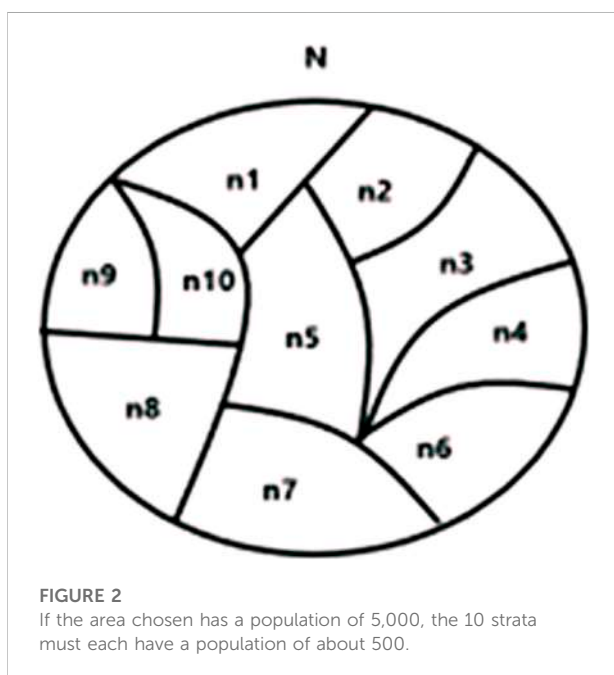 N
n1
n2
n3
n9
n10
n5
n4
n8
n6
n7
FIGURE 2
If the area chosen has a population of 5,000, the 10 strata
must each have a population of about 500.